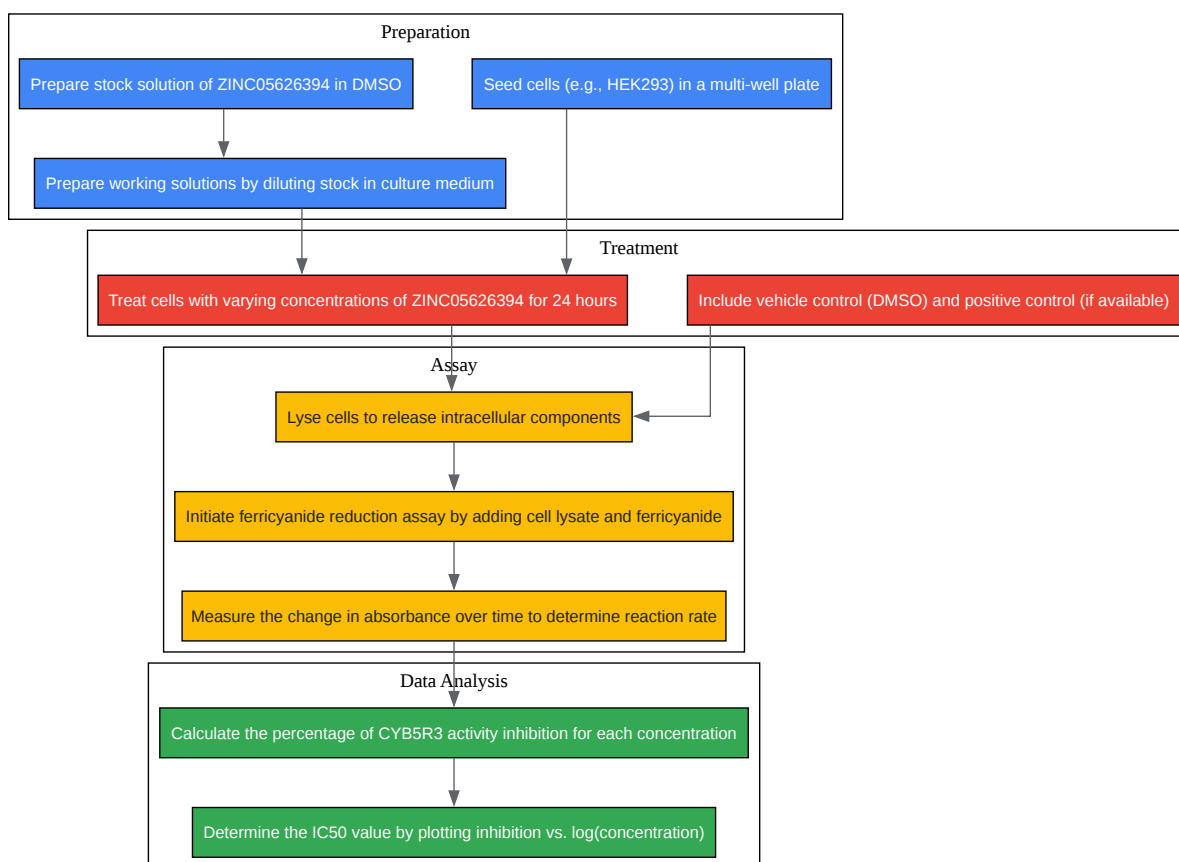 Preparation
Prepare stock solution of ZINC05626394 in DMSO
Seed cells (e.g., HEK293) in a multi-well plate
Prepare working solutions by diluting stock in culture medium
Treatment
Treat cells with varying concentrations of ZINC05626394 for 24 hours
Include vehicle control (DMSO) and positive control (if available)
Assay
Lyse cells to release intracellular components
Initiate ferricyanide reduction assay by adding cell lysate and ferricyanide
Measure the change in absorbance over time to determine reaction rate
Data Analysis
Calculate the percentage of CYB5R3 activity inhibition for each concentration
Determine the IC50 value by plotting inhibition vs. log(concentration)